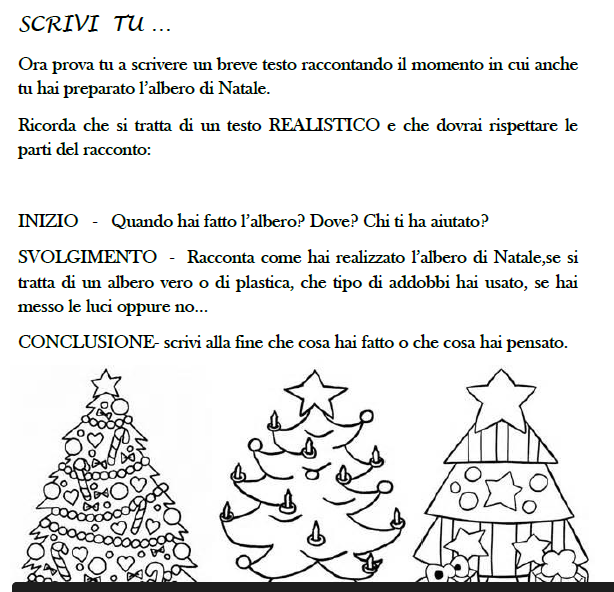 SCRIVI TU ...
Ora prova tu a scrivere un breve testo raccontando il momento in cui anche
tu hai preparato l'albero di Natale.
Ricorda che si tratta di un testo REALISTICO e che dovrai rispettare le
parti del racconto:
INIZIO - Quando hai fatto l'albero? Dove? Chi ti ha aiutato?
SVOLGIMENTO - Racconta come hai realizzato l'albero di Natale,se si
tratta di un albero vero o di plastica, che tipo di addobbi hai usato, se hai
messo le luci oppure no...
CONCLUSIONE- scrivi alla fine che cosa hai fatto o che cosa hai pensato.